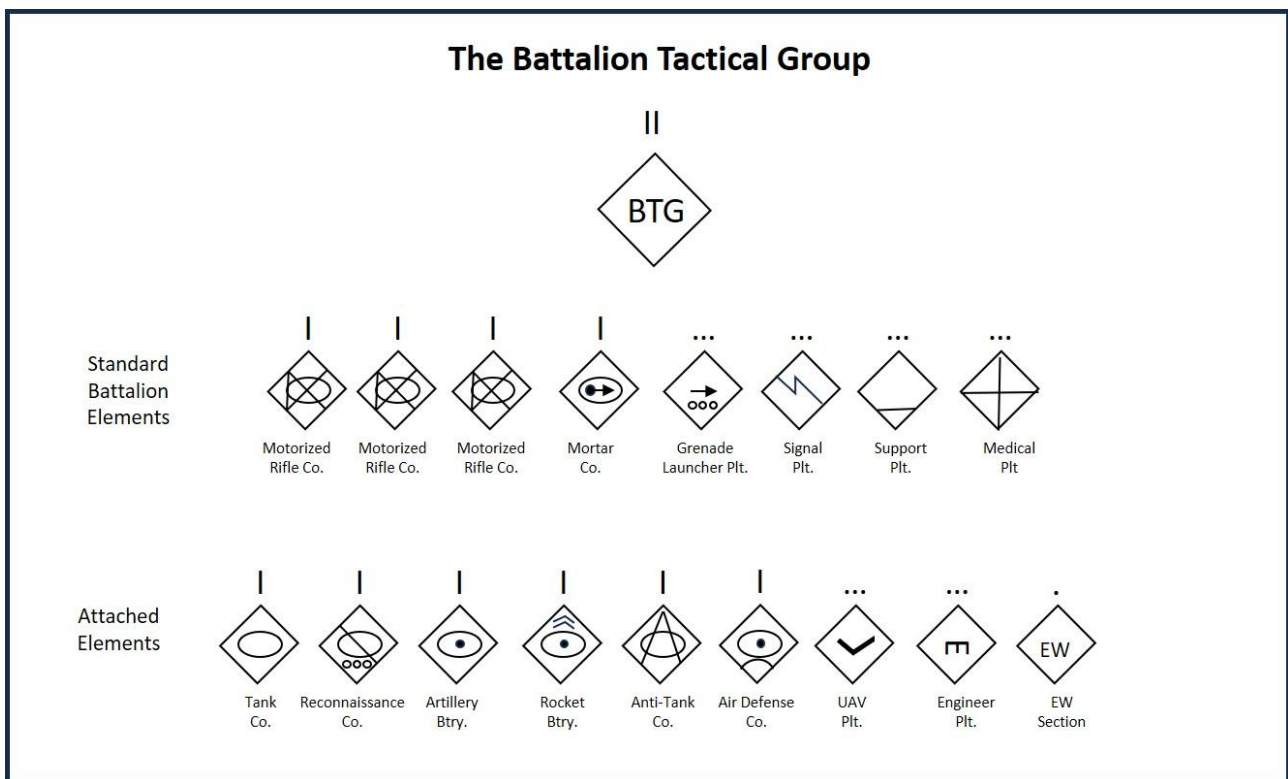 The Battalion Tactical Group
II
BTG
I I I I ... ... ... ...
Standard
Battalion
Elements
Motorized
Rifle Co.
Motorized
Rifle Co.
Motorized
Rifle Co.
Mortar
Co.
Grenade
Launcher Plt.
Signal
Plt.
Support
Plt.
Medical
Plt
I I I I I I ... ... .
Attached
Elements
EW
Tank
Co.
Reconnaissance
Co.
Artillery
Btry.
Rocket
Btry.
Anti-Tank
Co.
Air Defense
Co.
UAV
Plt.
Engineer
Plt.
EW
Section